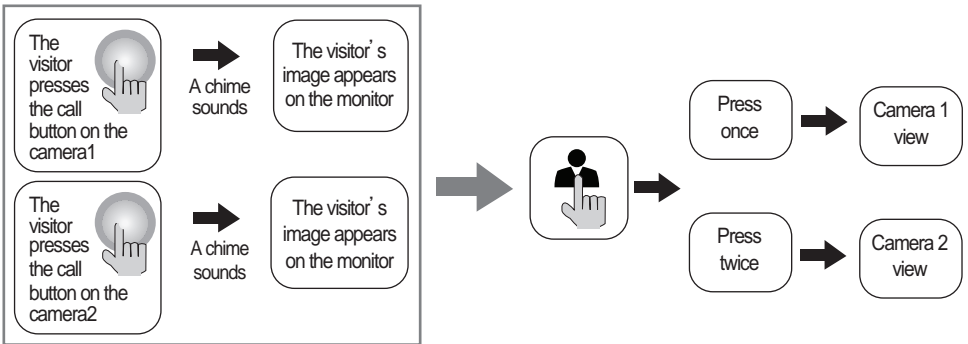 The
visitor
presses
the call
button on the
camera1
A chime
sounds
The visitor’ s
image appears
on the monitor
The
visitor
presses
the call
button on the
camera2
A chime
sounds
The visitor’ s
image appears
on the monitor
Press
once
Camera 1
view
Press
twice
Camera 2
view